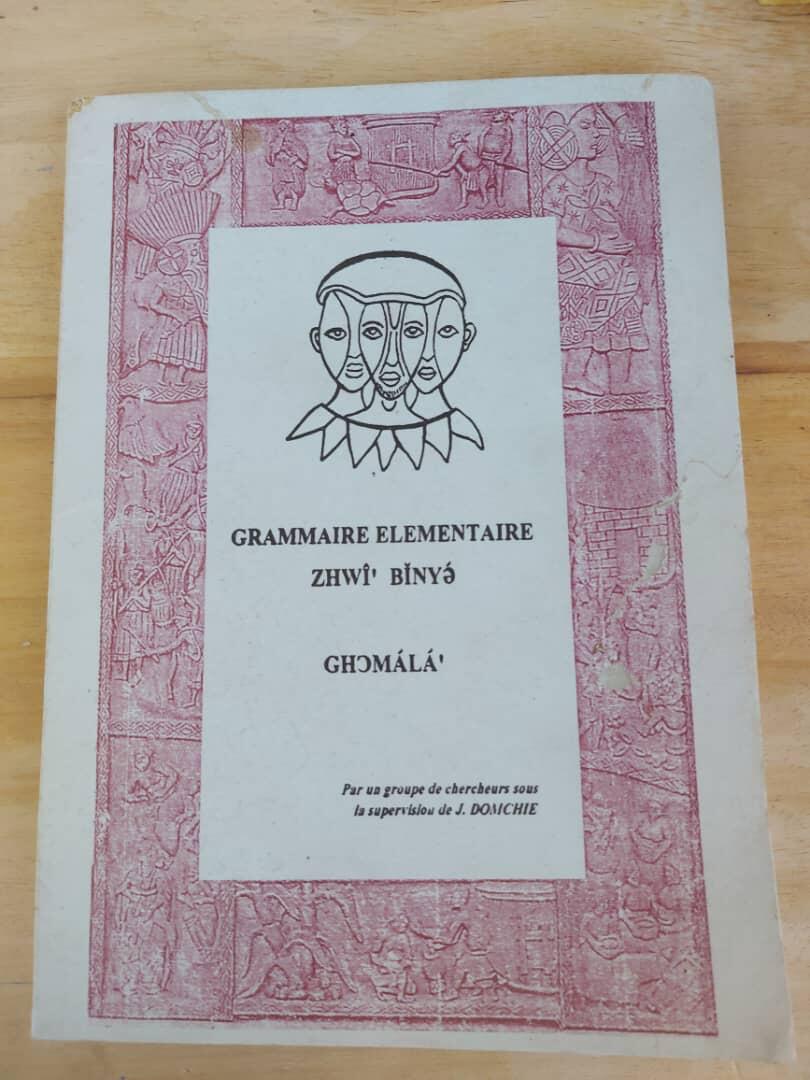 GRAMMAIRE ELEMENTAIRE
ZHWÎ' BǏNYƏ́
GHƆMÁLÁ'
Par un groupe de chercheurs sous
la supervision de J. DOMCHIE